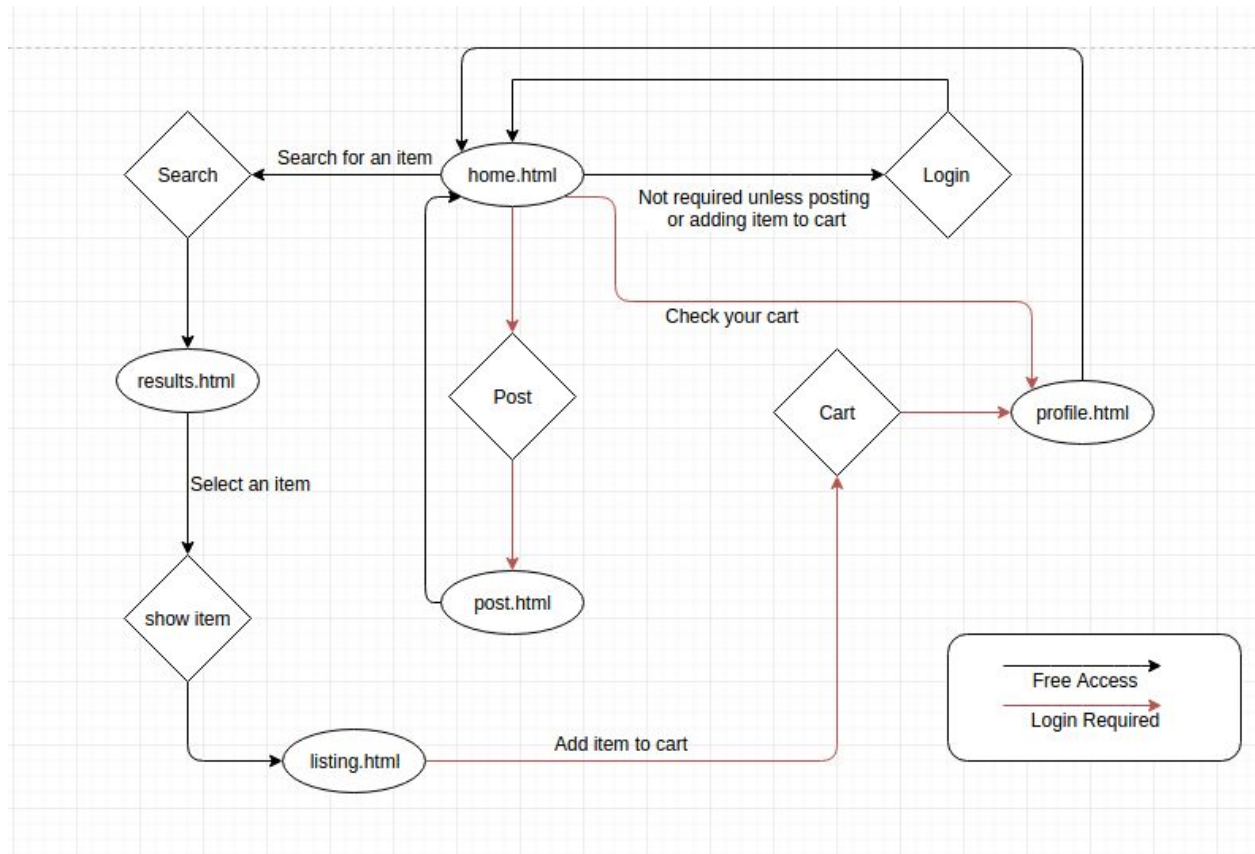 Search
Search for an item
home.html
Not required unless posting
or adding item to cart
Login
Check your cart
results.html
Post
Cart
profile.html
Select an item
show item
post.html
listing.html
Add item to cart
Free Access
Login Required